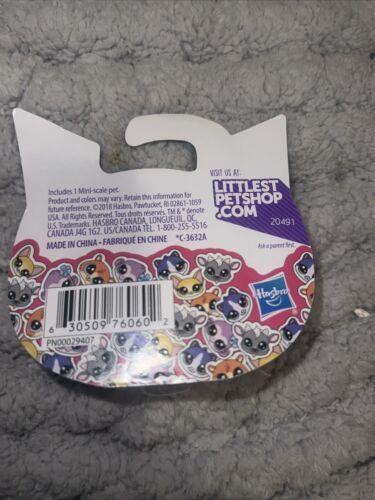 Includes 1 Mini-scale pet.
Product and colors may vary. Retain this information for
future reference. ©2018 Hasbro, Pawtucket, RI 02861-1059
USA. All Rights Reserved. Tous droits réservés. TM & ® denote
U.S. Trademarks. HASBRO CANADA, LONGUEUIL, QC,
CANADA J4G 1G2. US/CANADA TEL. 1-800-255-5516
MADE IN CHINA • FABRIQUÉ EN CHINE *C-3632A
VISIT US AT:
LITTLEST
PETSHOP
.COM
20491
Ask a parent first.
Hasbro
6 30509 76060 2
PN00029407